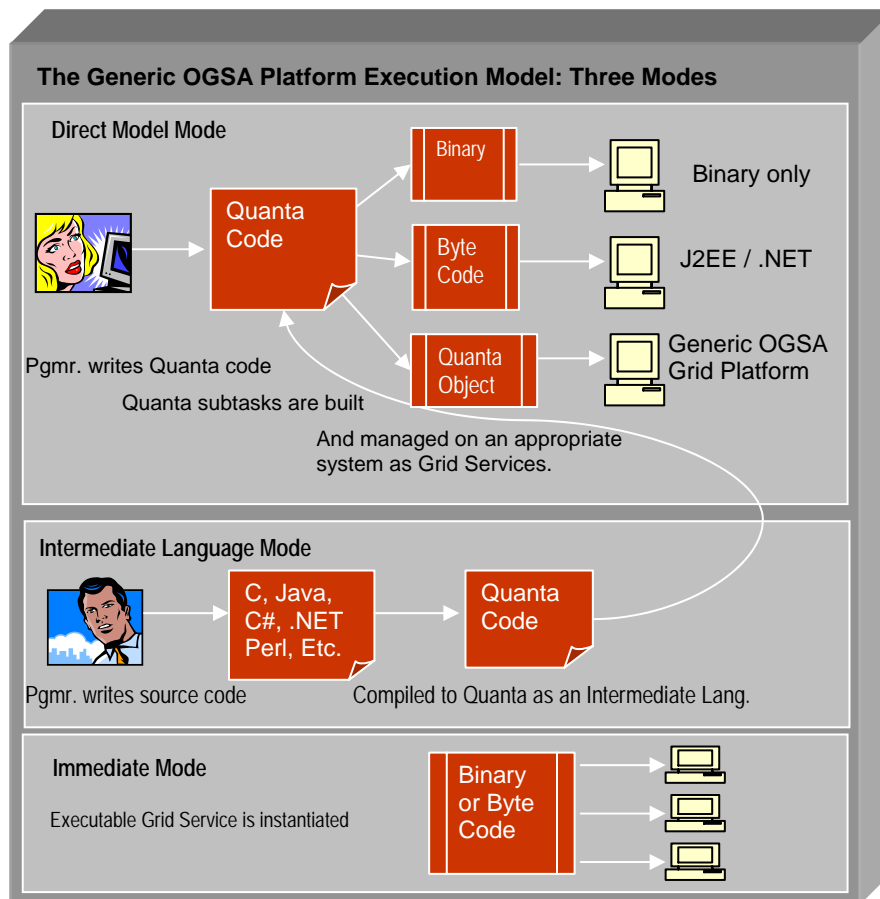 The Generic OGSA Platform Execution Model: Three Modes
Direct Model Mode
Binary
Binary only
Quanta
Code
Byte
Code
J2EE / .NET
Quanta
Object
Generic OGSA
Grid Platform
Pgmr. writes Quanta code
Quanta subtasks are built
And managed on an appropriate
system as Grid Services.
Intermediate Language Mode
C, Java,
C#, .NET
Perl, Etc.
Quanta
Code
Pgmr. writes source code
Compiled to Quanta as an Intermediate Lang.
Immediate Mode
Executable Grid Service is instantiated
Binary
or Byte
Code